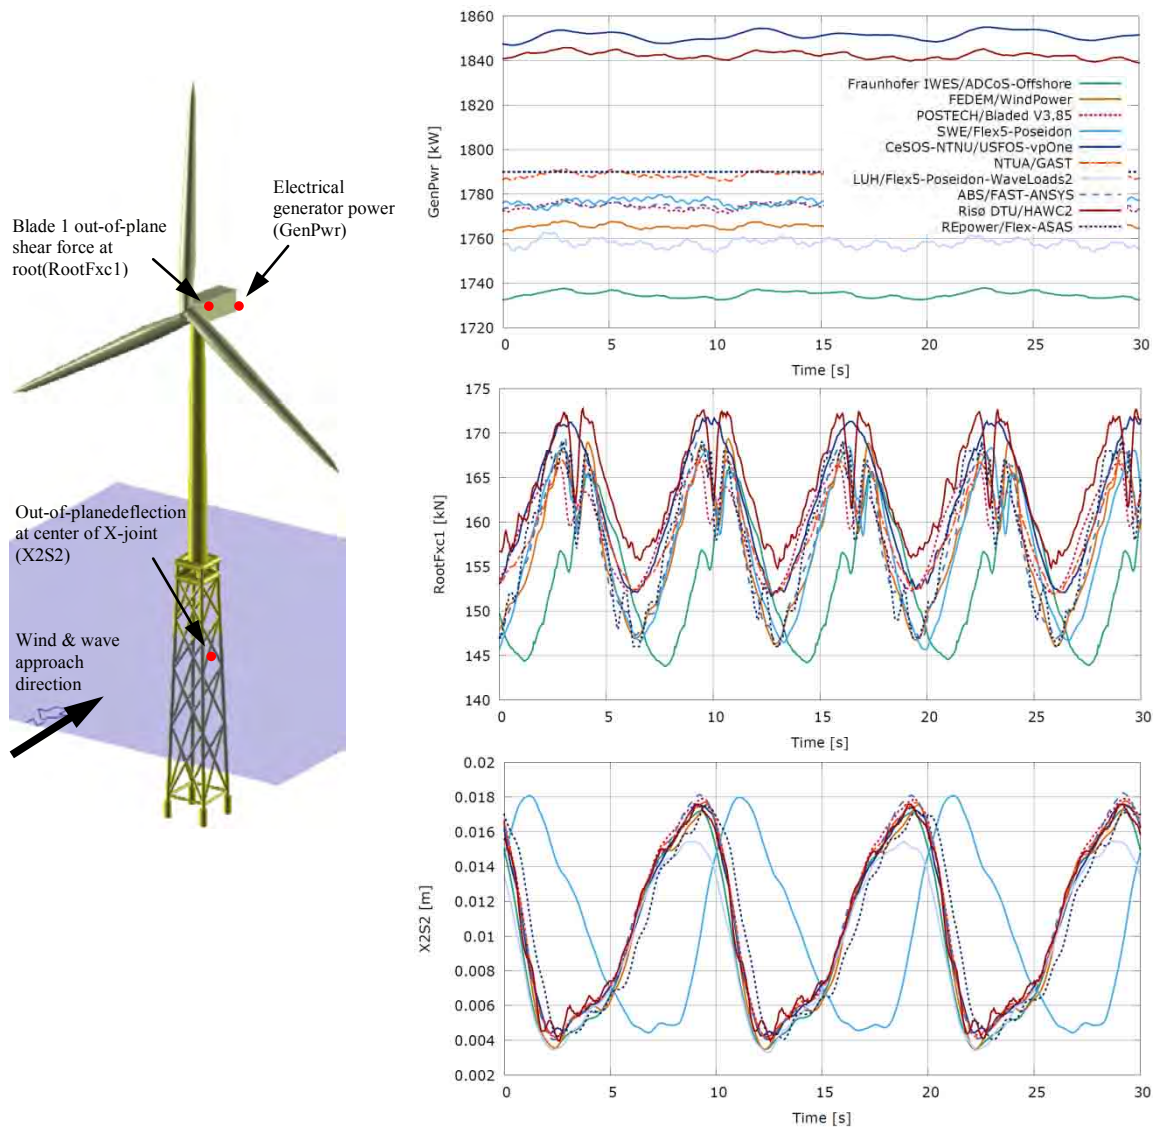 Electrical
generator power
(GenPwr)
Blade 1 out-of-plane
shear force at
root(RootFxc1)
Out-of-planedeflection
at center of X-joint
(X2S2)
Wind & wave
approach
direction
1860
1840
1820
1800
1780
1760
1740
1720
GenPwr [kW]
Fraunhofer IWES/ADCoS-Offshore
FEDEM/WindPower
POSTECH/Bladed V3.85
SWE/Flex5-Poseidon
CeSOS-NTNU/USFOS-vpOne
NTUA/GAST
LUH/Flex5-Poseidon-WaveLoads2
ABS/FAST-ANSYS
Risø DTU/HAWC2
REpower/Flex-ASAS
0 5 10 15 20 25 30
Time [s]
175
170
165
160
155
150
145
140
RootFxc1 [kN]
0 5 10 15 20 25 30
Time [s]
0.02
0.018
0.016
0.014
0.012
0.01
0.008
0.006
0.004
0.002
X2S2 [m]
0 5 10 15 20 25 30
Time [s]